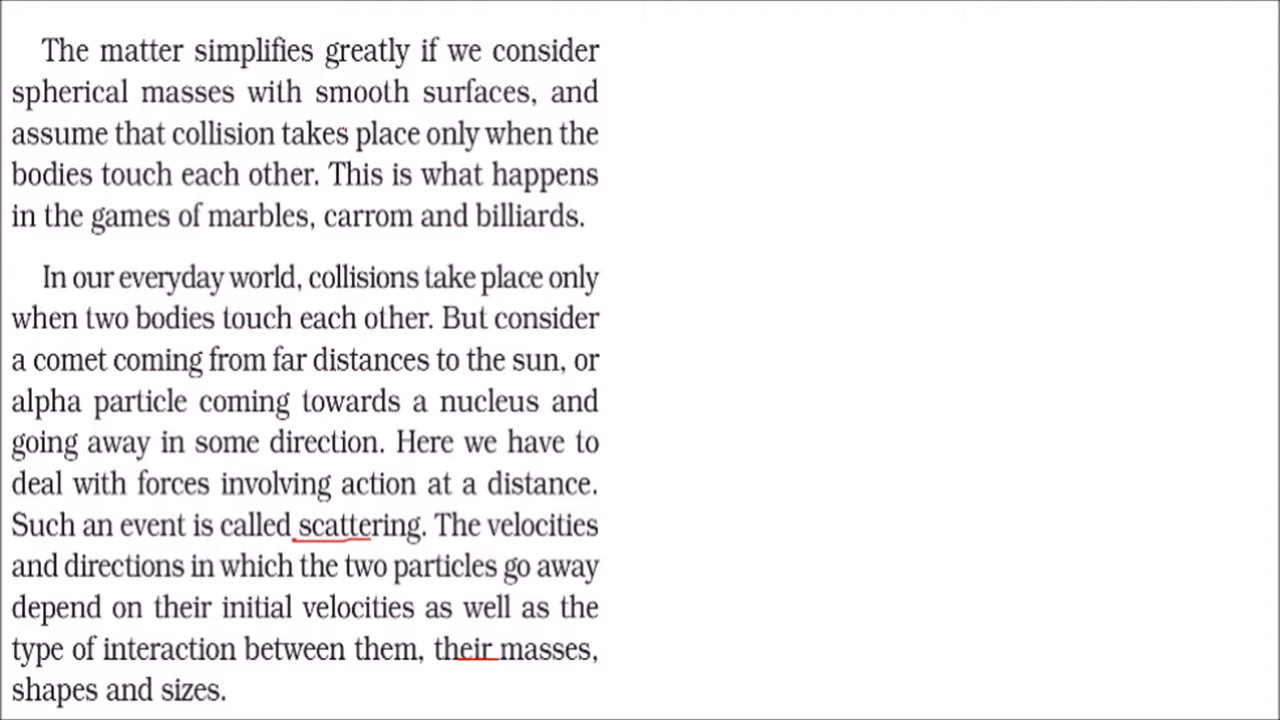 The matter simplifies greatly if we consider
spherical masses with smooth surfaces, and
assume that collision takes place only when the
bodies touch each other. This is what happens
in the games of marbles, carrom and billiards.
In our everyday world, collisions take place only
when two bodies touch each other. But consider
a comet coming from far distances to the sun, or
alpha particle coming towards a nucleus and
going away in some direction. Here we have to
deal with forces involving action at a distance.
Such an event is called scattering. The velocities
and directions in which the two particles go away
depend on their initial velocities as well as the
type of interaction between them, their masses,
shapes and sizes.